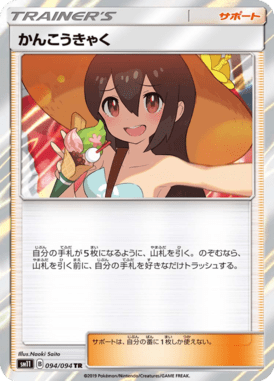 TRAINER'S
サポート
かんこうきゃく
自分の手札が5枚になるように、山札を引く。のぞむなら、
山札を引く前に、自分の手札を好きなだけトラッシュする。
サポートは、自分の番に1枚しか使えない。
Illus.Naoki Saito
sm11 094/094 TR
©2019 Pokémon/Nintendo/Creatures/GAME FREAK.